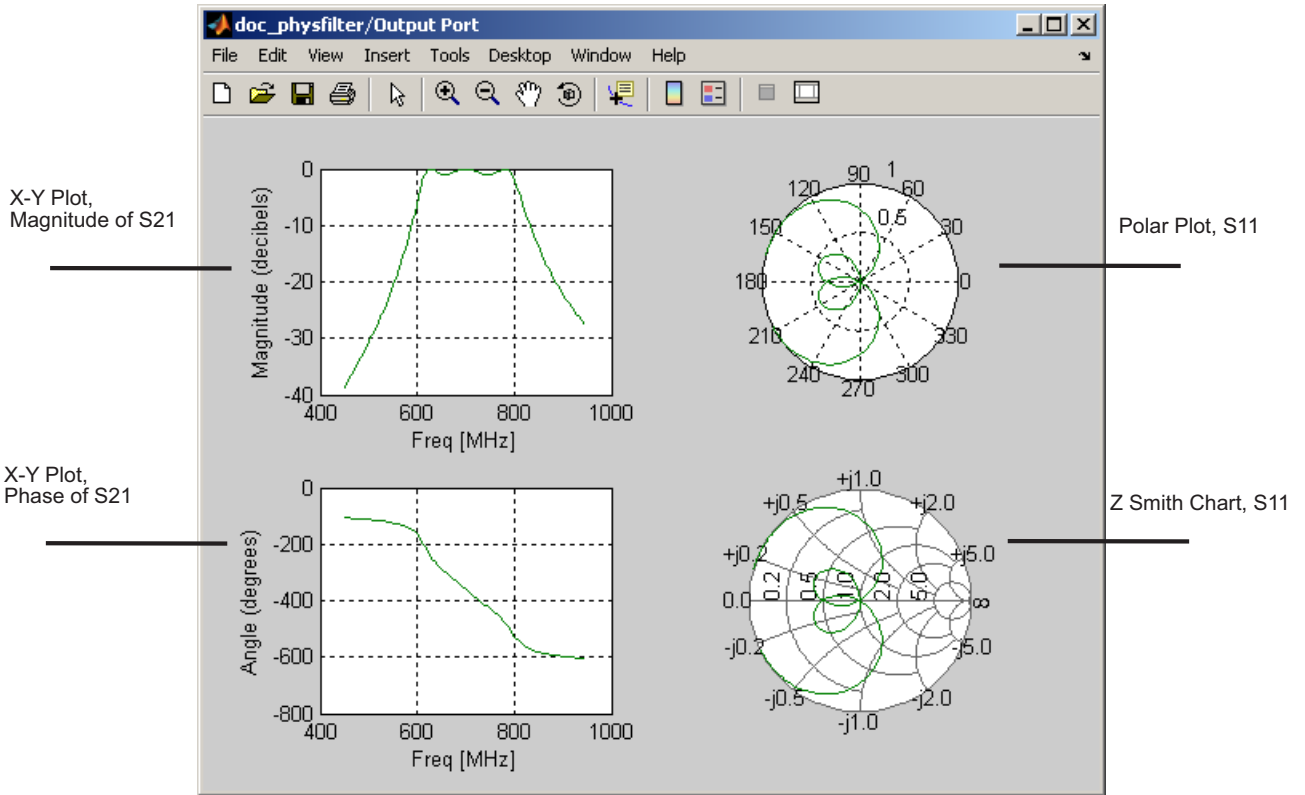 doc_physfilter/Output Port
File Edit View Insert Tools Desktop Window Help
X-Y Plot,
Magnitude of S21
Magnitude (decibels)
0
-10
-20
-30
-40
400 600 800 1000
Freq [MHz]
Polar Plot, S11
90
1
120
60
0.5
150
30
180
0
210
330
240
300
270
X-Y Plot,
Phase of S21
Angle (degrees)
0
-200
-400
-600
-800
400 600 800 1000
Freq [MHz]
Z Smith Chart, S11
+j1.0
+j0.5
+j2.0
+j0.2
+j5.0
0.0
0.2
0.5
1.0
2.0
5.0
∞
-j0.2
-j5.0
-j0.5
-j2.0
-j1.0